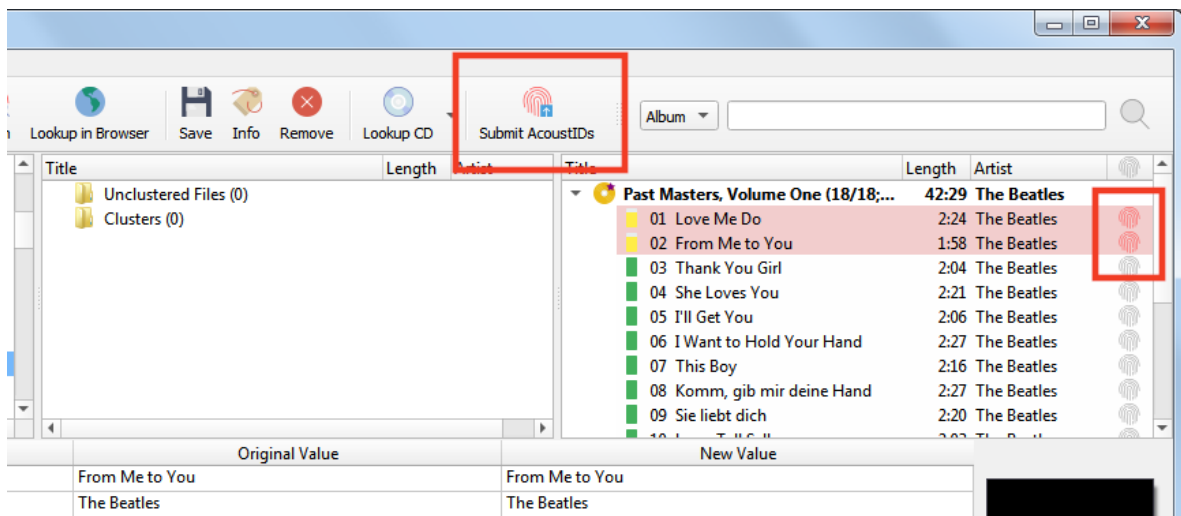 Lookup in Browser Save Info Remove Lookup CD Submit AcoustIDs Album
Title Length Artist
Unclustered Files (0)
Clusters (0)
Title Length Artist
Past Masters, Volume One (18/18;... 42:29 The Beatles
01 Love Me Do 2:24 The Beatles
02 From Me to You 1:58 The Beatles
03 Thank You Girl 2:04 The Beatles
04 She Loves You 2:21 The Beatles
05 I'll Get You 2:06 The Beatles
06 I Want to Hold Your Hand 2:27 The Beatles
07 This Boy 2:16 The Beatles
08 Komm, gib mir deine Hand 2:27 The Beatles
09 Sie liebt dich 2:20 The Beatles
Original Value New Value
From Me to You From Me to You
The Beatles The Beatles